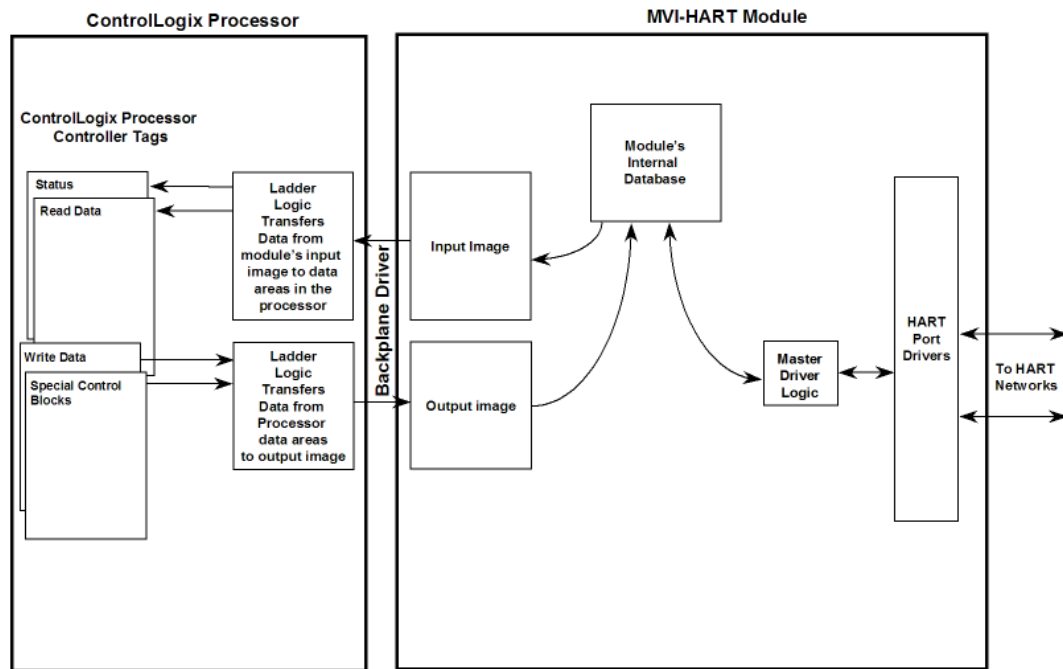 ControlLogix Processor
MVI-HART Module
ControlLogix Processor
Controller Tags
Status
Read Data
Ladder
Logic
Transfers
Data from
module's input
image to data
areas in the
processor
Write Data
Special Control
Blocks
Ladder
Logic
Transfers
Data from
Processor
data areas
to output image
Backplane Driver
Input Image
Output image
Module's
Internal
Database
Master
Driver
Logic
HART
Port
Drivers
To HART
Networks